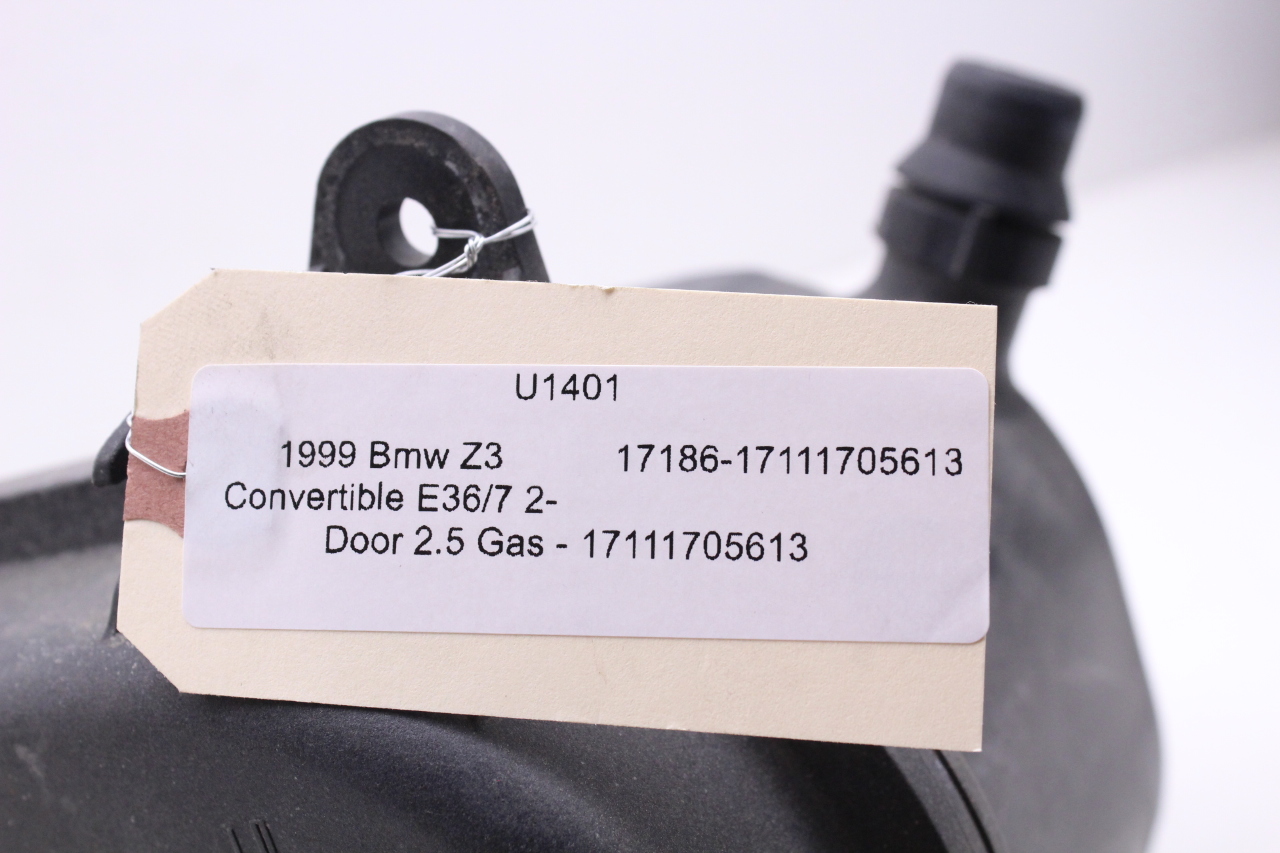 U1401
1999 Bmw Z3 17186-17111705613
Convertible E36/7 2-
Door 2.5 Gas - 17111705613